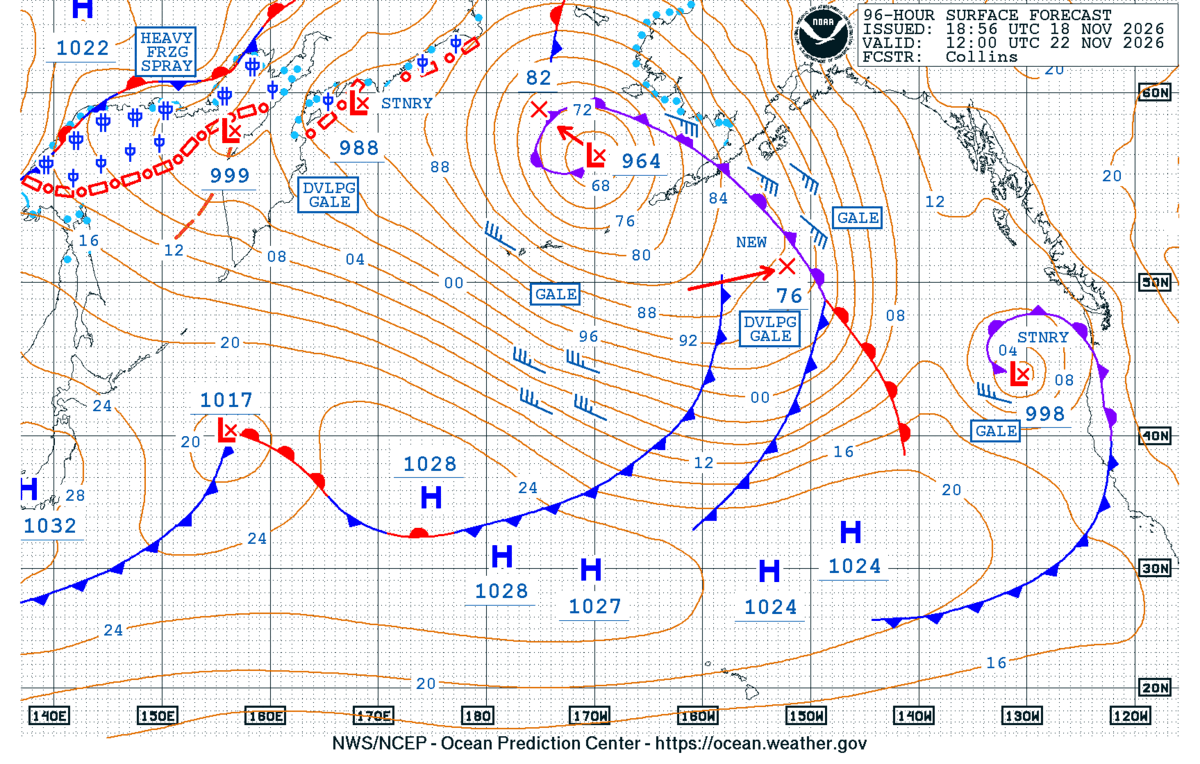 96-HOUR SURFACE FORECAST
ISSUED: 18:56 UTC 18 NOV 2026
VALID: 12:00 UTC 22 NOV 2026
FCSTR: Collins
NOAA
H
1022
HEAVY
FRZG
SPRAY
82
20
60N
72
L
STNRY
L
988
L
964
88
999
68
DVLPG
GALE
84
12
20
76
GALE
16
12
08
04
NEW
80
00
50N
GALE
76
88
08
DVLPG
GALE
96
92
STNRY
20
04
L
08
00
998
1017
24
L
20
GALE
40N
12
16
1028
H
24
20
H
28
1032
H
24
H
1024
H
1028
H
1027
H
1024
30N
24
16
20
20N
140E
150E
160E
170E
180
170W
160W
150W
140W
130W
120W
NWS/NCEP - Ocean Prediction Center - https://ocean.weather.gov